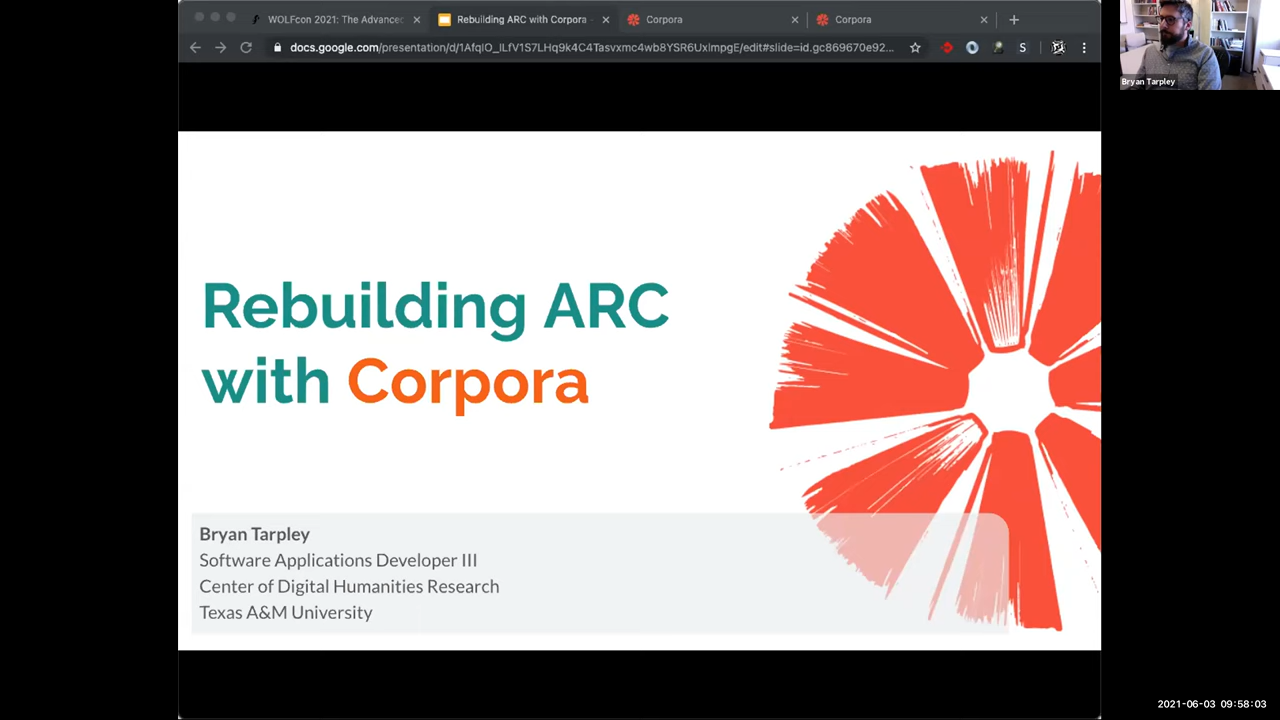 WOLFcon 2021: The Advanced
Rebuilding ARC with Corpora -
Corpora
Corpora
docs.google.com/presentation/d/1AfqIO_lLfV1S7LHq9k4C4Tasvxmc4wb8YSR6UxImpgE/edit#slide=id.gc869670e92...
S
Bryan Tarpley
Rebuilding ARC
with Corpora
Bryan Tarpley
Software Applications Developer III
Center of Digital Humanities Research
Texas A&M University
2021-06-03 09:58:03